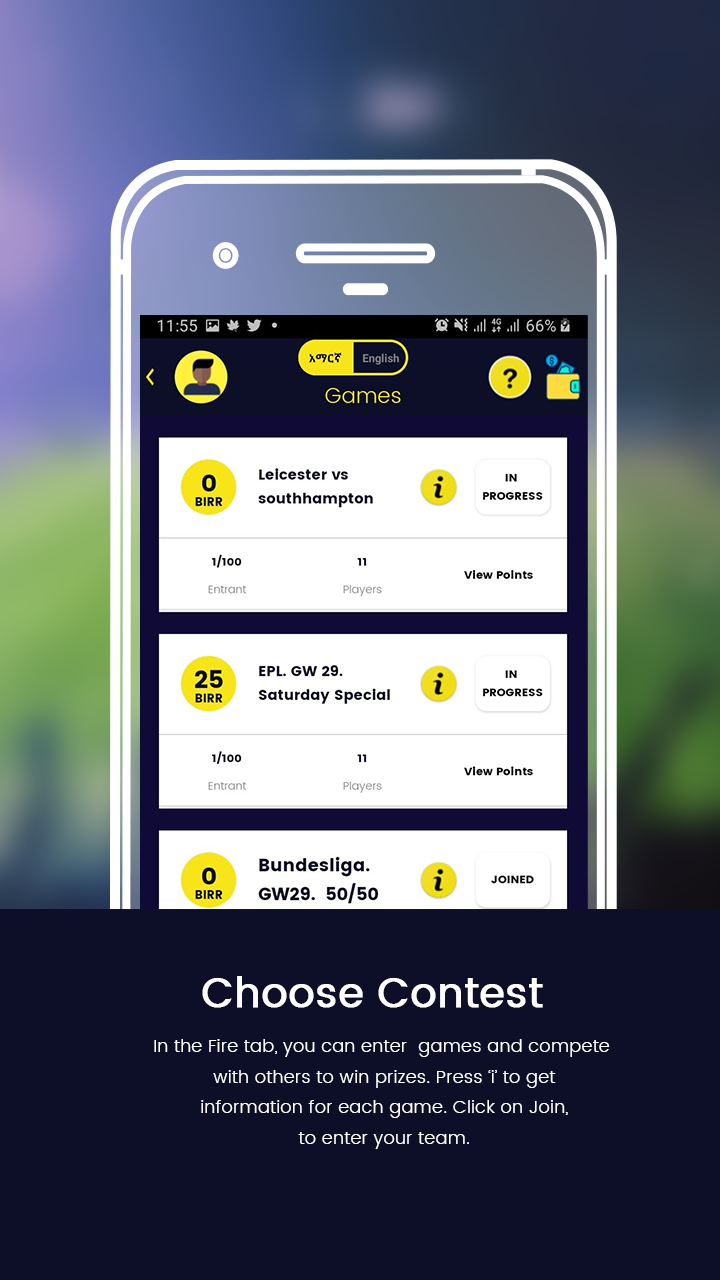 11:55
4G
66%
አማርኛ
English
Games
?
0
BIRR
Leicester vs
southhampton
i
IN
PROGRESS
1/100
Entrant
11
Players
View Points
25
BIRR
EPL. GW 29.
Saturday Special
i
IN
PROGRESS
1/100
Entrant
11
Players
View Points
0
BIRR
Bundesliga.
GW29. 50/50
i
JOINED
Choose Contest
In the Fire tab, you can enter games and compete
with others to win prizes. Press 'i' to get
information for each game. Click on Join,
to enter your team.